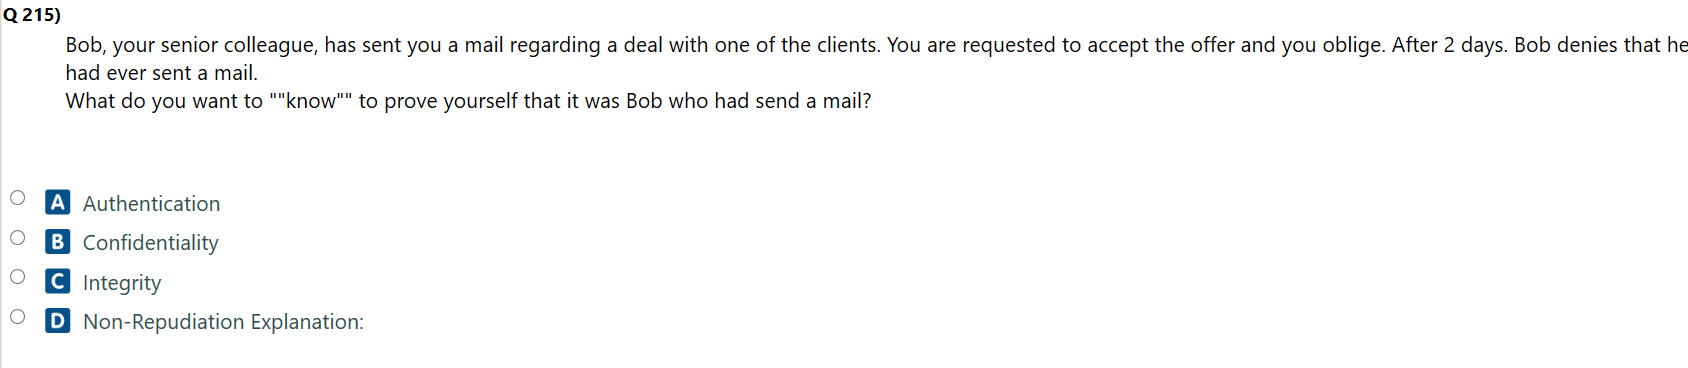 Q 215)
Bob, your senior colleague, has sent you a mail regarding a deal with one of the clients. You are requested to accept the offer and you oblige. After 2 days. Bob denies that he
had ever sent a mail.
What do you want to ""know"" to prove yourself that it was Bob who had send a mail?
A Authentication
B Confidentiality
C Integrity
D Non-Repudiation Explanation: